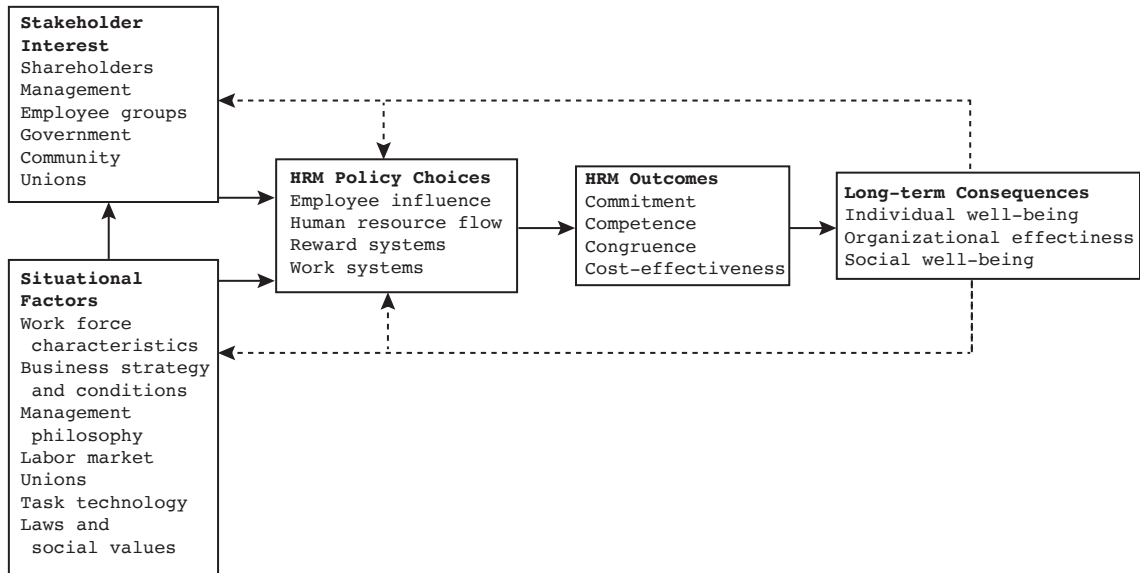 Stakeholder
Interest
Shareholders
Management
Employee groups
Government
Community
Unions
Situational
Factors
Work force
characteristics
Business strategy
and conditions
Management
philosophy
Labor market
Unions
Task technology
Laws and
social values
HRM Policy Choices
Employee influence
Human resource flow
Reward systems
Work systems
HRM Outcomes
Commitment
Competence
Congruence
Cost-effectiveness
Long-term Consequences
Individual well-being
Organizational effectiness
Social well-being